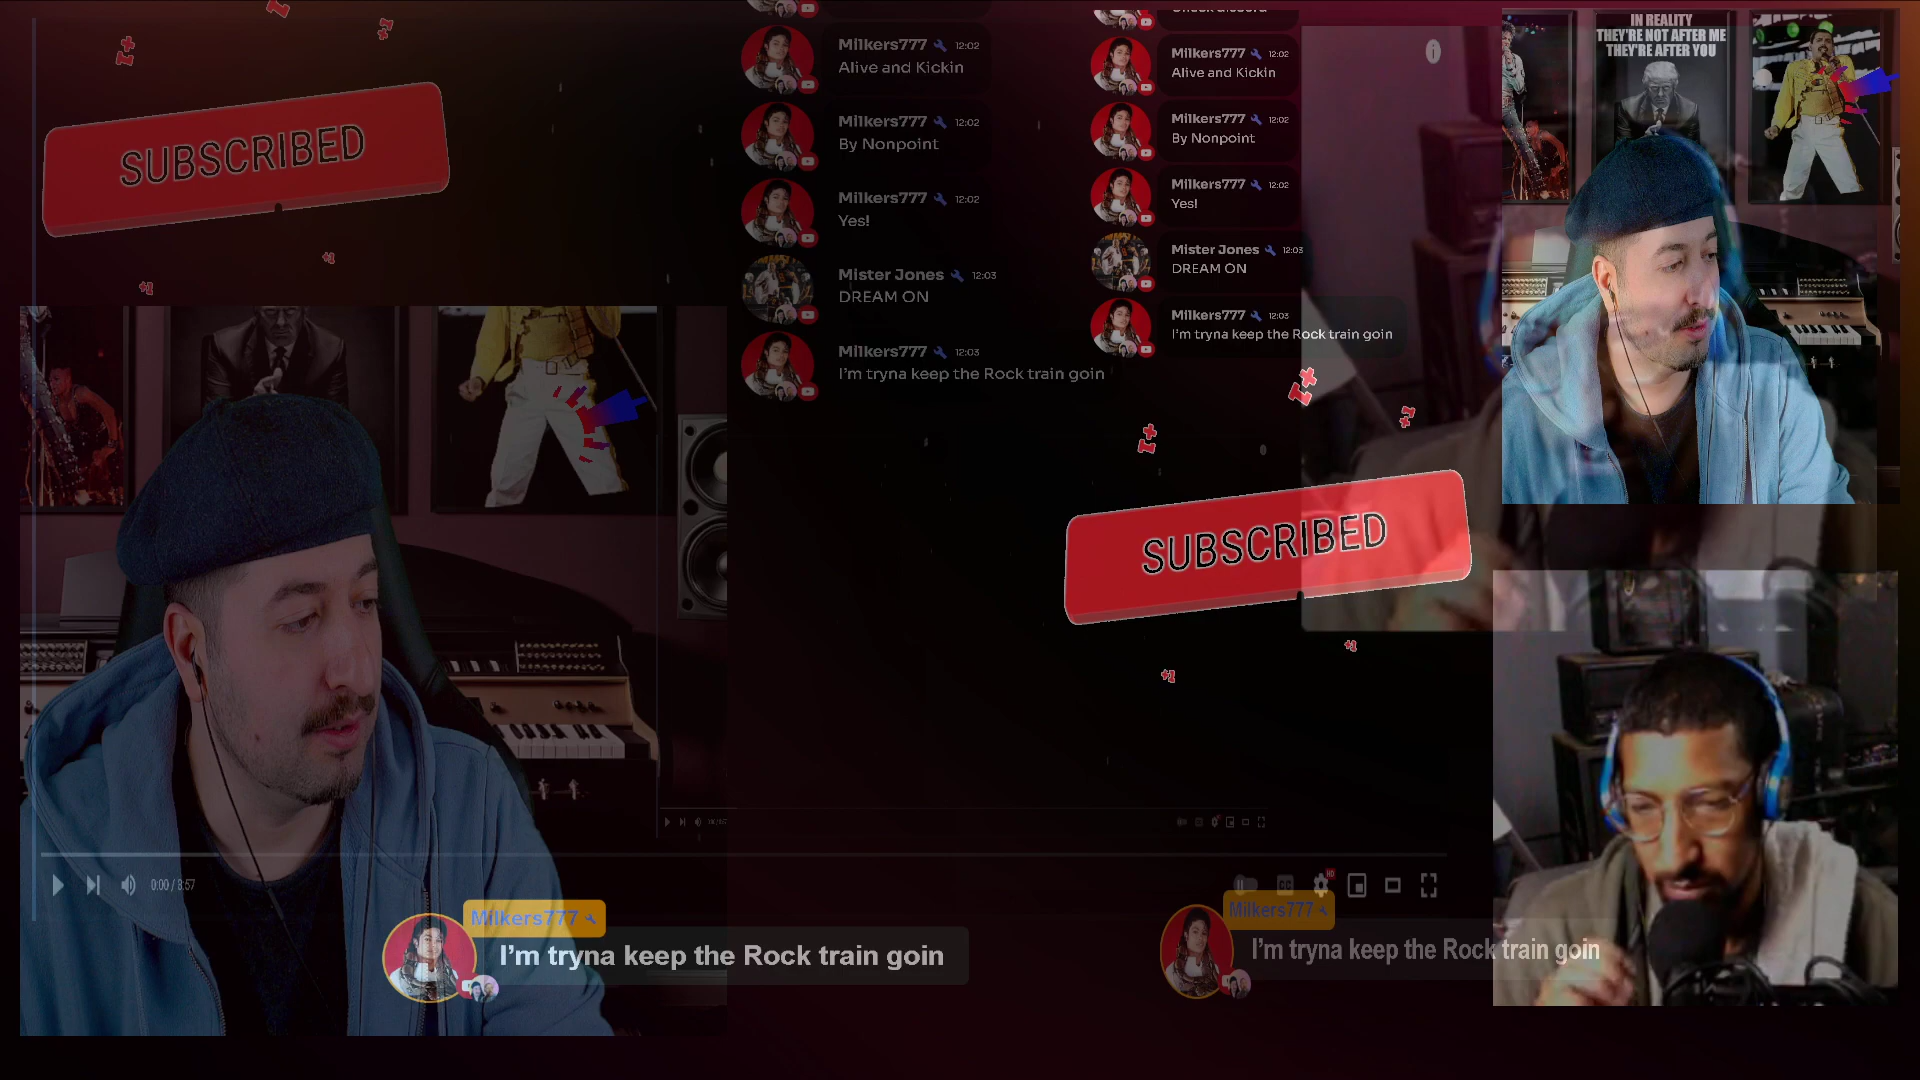 SUBSCRIBED
Milkers777 12:02
Alive and Kickin
Milkers777 12:02
By Nonpoint
Milkers777 12:02
Yes!
Mister Jones 12:03
DREAM ON
Milkers777 12:03
I'm tryna keep the Rock train goin
Milkers777 12:02
Alive and Kickin
Milkers777 12:02
By Nonpoint
Milkers777 12:02
Yes!
Mister Jones 12:03
DREAM ON
Milkers777 12:03
I'm tryna keep the Rock train goin
IN REALITY
THEY'RE NOT AFTER ME
THEY'RE AFTER YOU
SUBSCRIBED
0:00 / 3:57
CC
HD
Milkers777
I'm tryna keep the Rock train goin
Milkers777
I'm tryna keep the Rock train goin